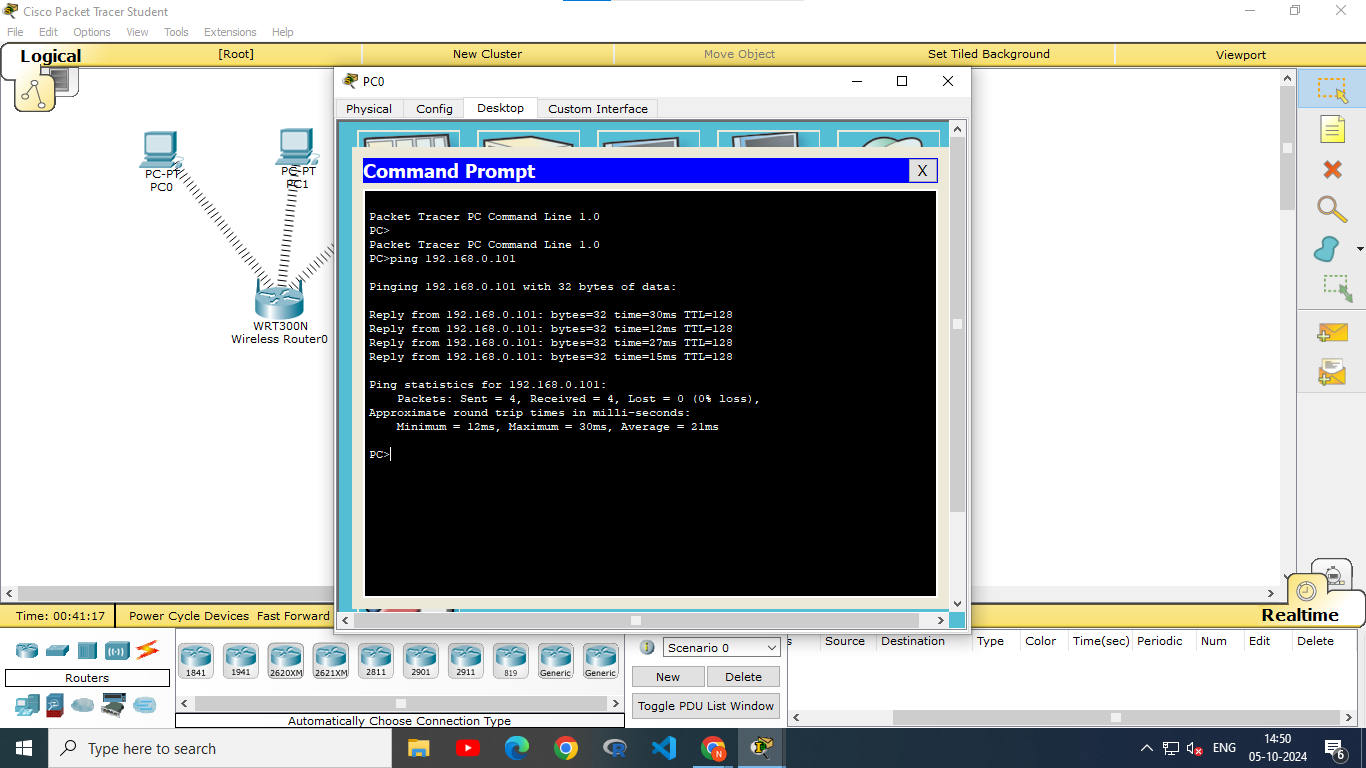 Cisco Packet Tracer Student
File Edit Options View Tools Extensions Help
Logical [Root] New Cluster Move Object Set Tiled Background Viewport
PC0
Physical Config Desktop Custom Interface
PC-PT
PC0
PC-PT
PC1
WRT300N
Wireless Router0
Command Prompt X
Packet Tracer PC Command Line 1.0
PC>
Packet Tracer PC Command Line 1.0
PC>ping 192.168.0.101
Pinging 192.168.0.101 with 32 bytes of data:
Reply from 192.168.0.101: bytes=32 time=30ms TTL=128
Reply from 192.168.0.101: bytes=32 time=12ms TTL=128
Reply from 192.168.0.101: bytes=32 time=27ms TTL=128
Reply from 192.168.0.101: bytes=32 time=15ms TTL=128
Ping statistics for 192.168.0.101:
Packets: Sent = 4, Received = 4, Lost = 0 (0% loss),
Approximate round trip times in milli-seconds:
Minimum = 12ms, Maximum = 30ms, Average = 21ms
PC>
Time: 00:41:17 Power Cycle Devices Fast Forward Realtime
Routers
1841 1941 2620XM 2621XM 2811 2901 2911 819 Generic Generic
Automatically Choose Connection Type
Scenario 0
New Delete
Toggle PDU List Window
s Source Destination Type Color Time(sec) Periodic Num Edit Delete
Type here to search
N
ENG
14:50
05-10-2024
6